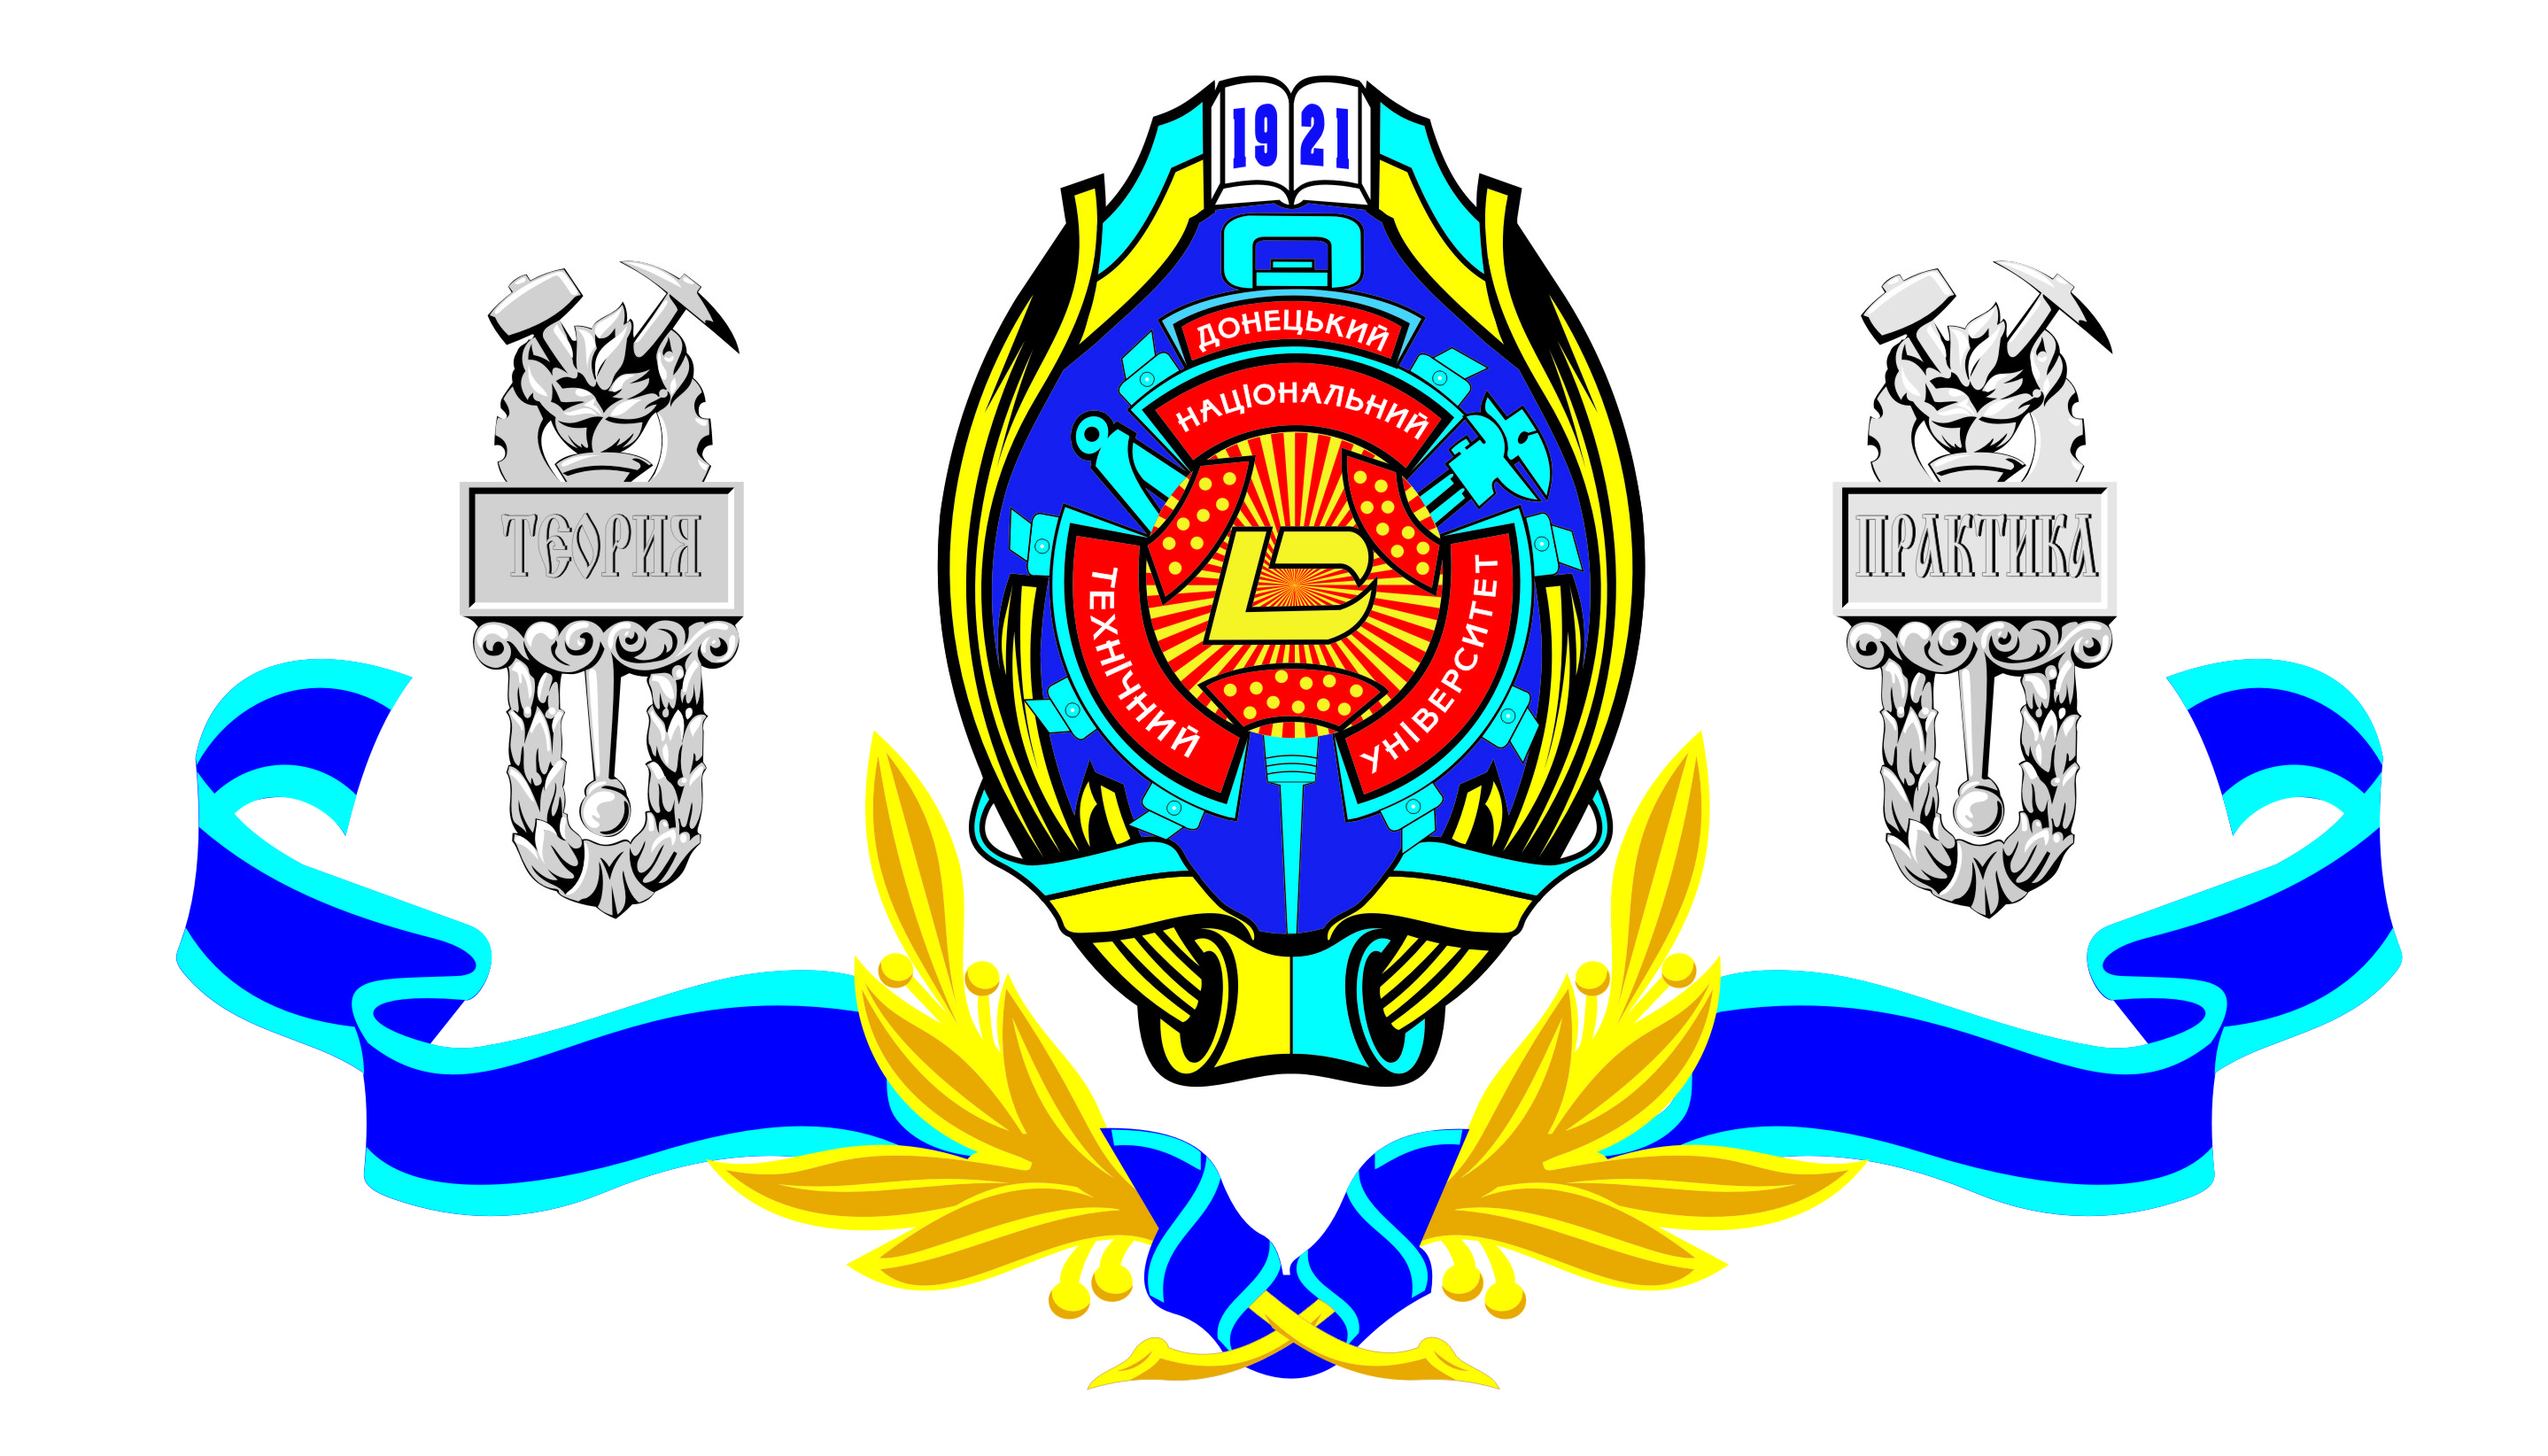 1921
ДОНЕЦЬКИЙ
НАЦІОНАЛЬНИЙ
ТЕХНІЧНИЙ
УНІВЕРСИТЕТ
ТЕОРИЯ
ПРАКТИКА